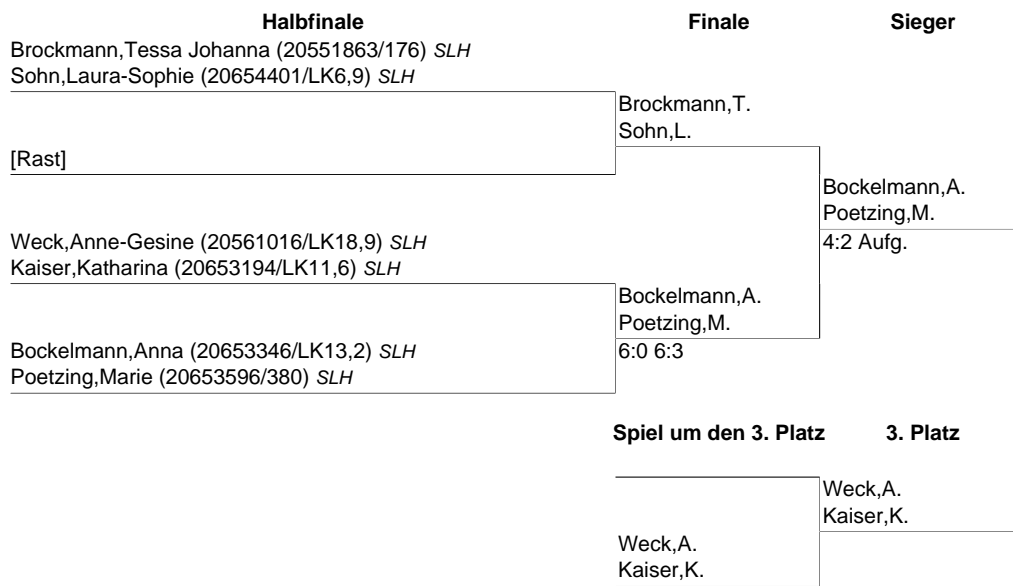 Halbfinale Finale Sieger
Brockmann,Tessa Johanna (20551863/176) SLH
Sohn,Laura-Sophie (20654401/LK6,9) SLH
Brockmann,T.
Sohn,L.
[Rast]
Bockelmann,A.
Poetzing,M.
Weck,Anne-Gesine (20561016/LK18,9) SLH
4:2 Aufg.
Kaiser,Katharina (20653194/LK11,6) SLH
Bockelmann,A.
Poetzing,M.
Bockelmann,Anna (20653346/LK13,2) SLH
6:0 6:3
Poetzing,Marie (20653596/380) SLH
Spiel um den 3. Platz 3. Platz
Weck,A.
Kaiser,K.
Weck,A.
Kaiser,K.